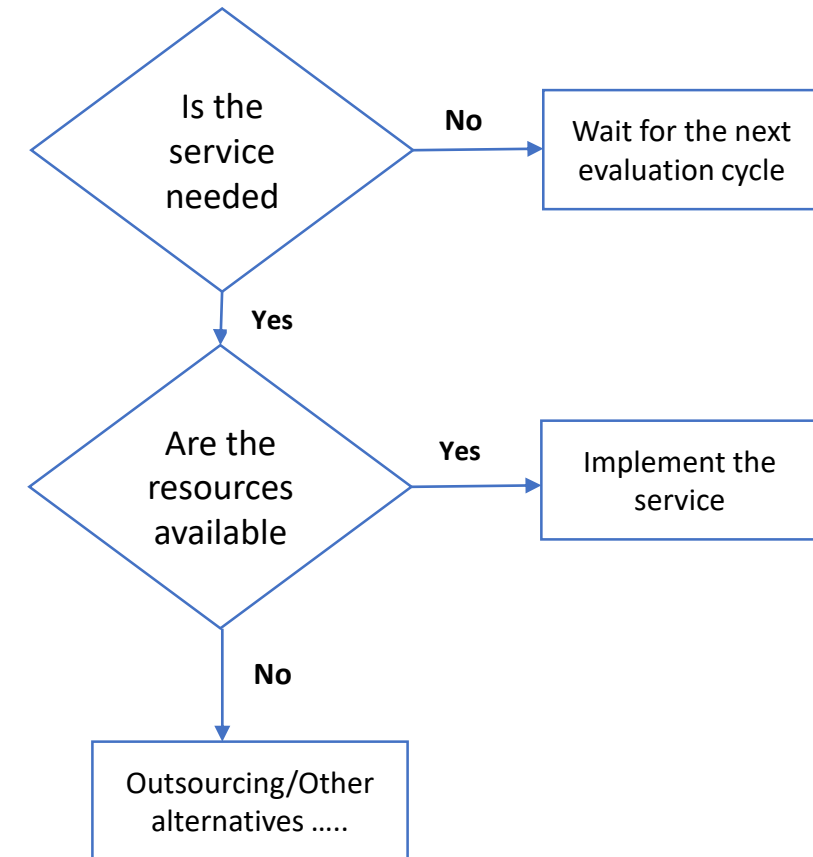 Is the
service
needed
No
Wait for the next
evaluation cycle
Yes
Are the
resources
available
Yes
Implement the
service
No
Outsourcing/Other
alternatives …..